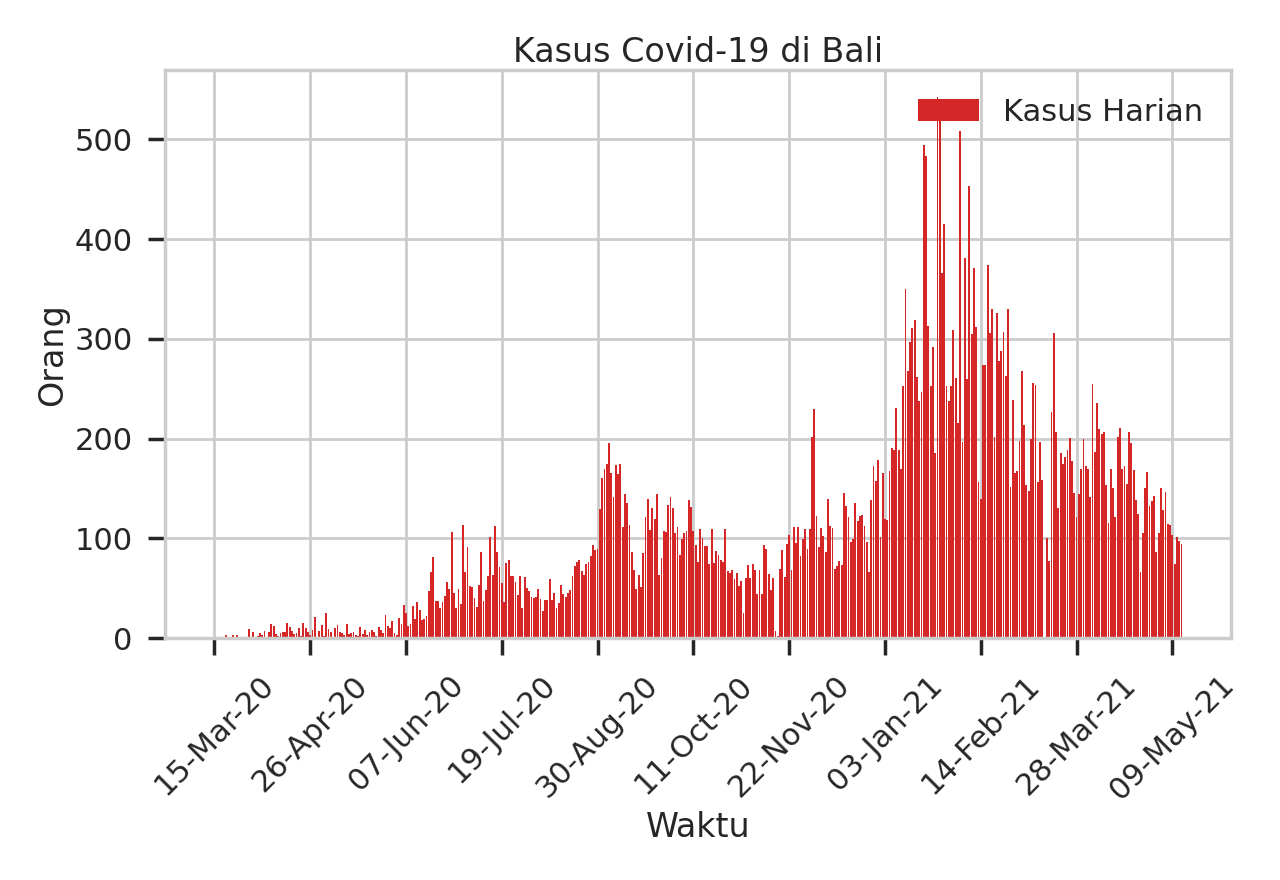 Kasus Covid-19 di Bali
Kasus Harian
Orang
500
400
300
200
100
0
15-Mar-20
26-Apr-20
07-Jun-20
19-Jul-20
30-Aug-20
11-Oct-20
22-Nov-20
03-Jan-21
14-Feb-21
28-Mar-21
09-May-21
Waktu